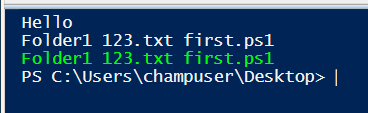 Hello
Folder1 123.txt first.ps1
Folder1 123.txt first.ps1
PS C:\Users\champuser\Desktop>